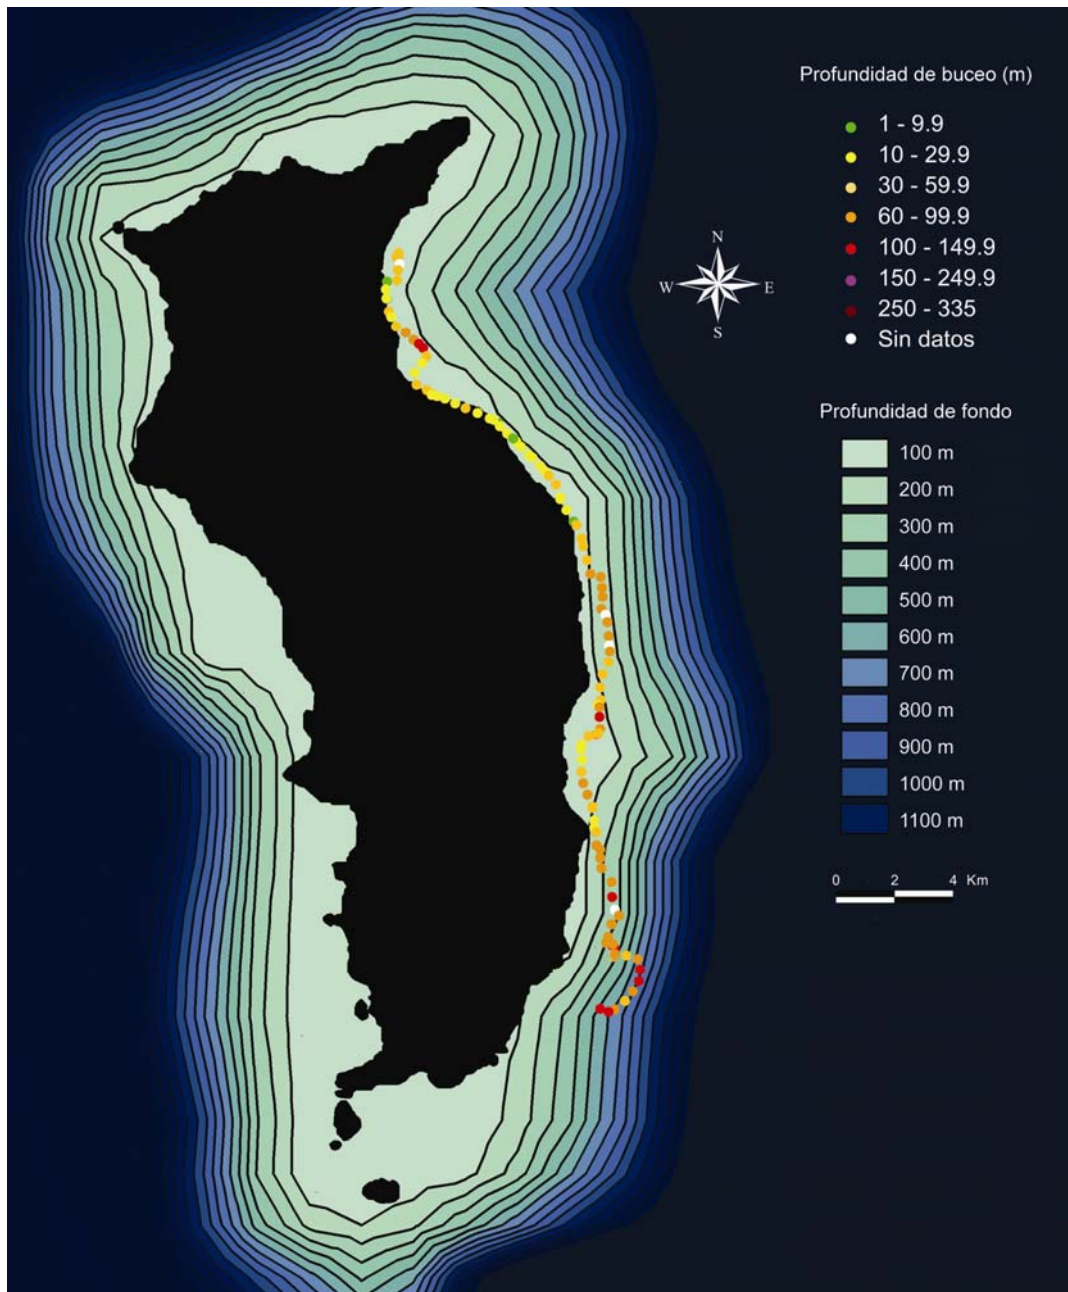 Profundidad de buceo (m)
1 - 9.9
10 - 29.9
30 - 59.9
60 - 99.9
100 - 149.9
150 - 249.9
250 - 335
Sin datos
N
W E
S
Profundidad de fondo
100 m
200 m
300 m
400 m
500 m
600 m
700 m
800 m
900 m
1000 m
1100 m
0 2 4 Km